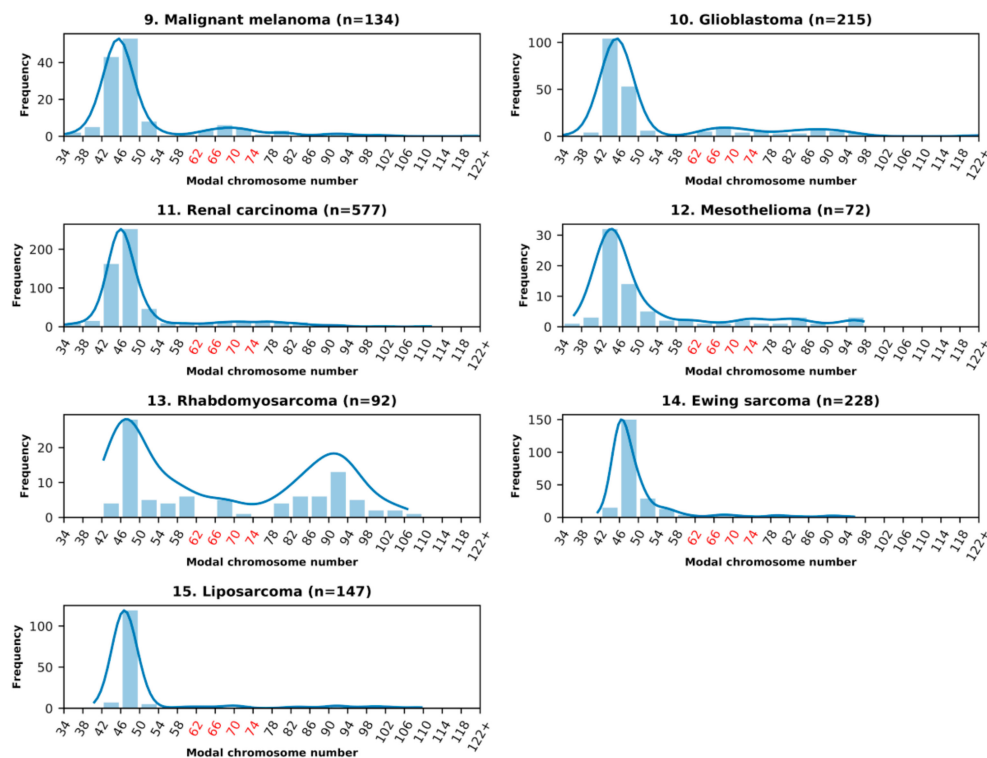 9. Malignant melanoma (n=134)
Frequency
40
20
0
34 38 42 46 50 54 58 62 66 70 74 78 82 86 90 94 98 102 106 110 114 118 122+
Modal chromosome number
10. Glioblastoma (n=215)
Frequency
100
50
0
34 38 42 46 50 54 58 62 66 70 74 78 82 86 90 94 98 102 106 110 114 118 122+
Modal chromosome number
11. Renal carcinoma (n=577)
Frequency
200
100
0
34 38 42 46 50 54 58 62 66 70 74 78 82 86 90 94 98 102 106 110 114 118 122+
Modal chromosome number
12. Mesothelioma (n=72)
Frequency
30
20
10
0
34 38 42 46 50 54 58 62 66 70 74 78 82 86 90 94 98 102 106 110 114 118 122+
Modal chromosome number
13. Rhabdomyosarcoma (n=92)
Frequency
20
10
0
34 38 42 46 50 54 58 62 66 70 74 78 82 86 90 94 98 102 106 110 114 118 122+
Modal chromosome number
14. Ewing sarcoma (n=228)
Frequency
150
100
50
0
34 38 42 46 50 54 58 62 66 70 74 78 82 86 90 94 98 102 106 110 114 118 122+
Modal chromosome number
15. Liposarcoma (n=147)
Frequency
100
50
0
34 38 42 46 50 54 58 62 66 70 74 78 82 86 90 94 98 102 106 110 114 118 122+
Modal chromosome number